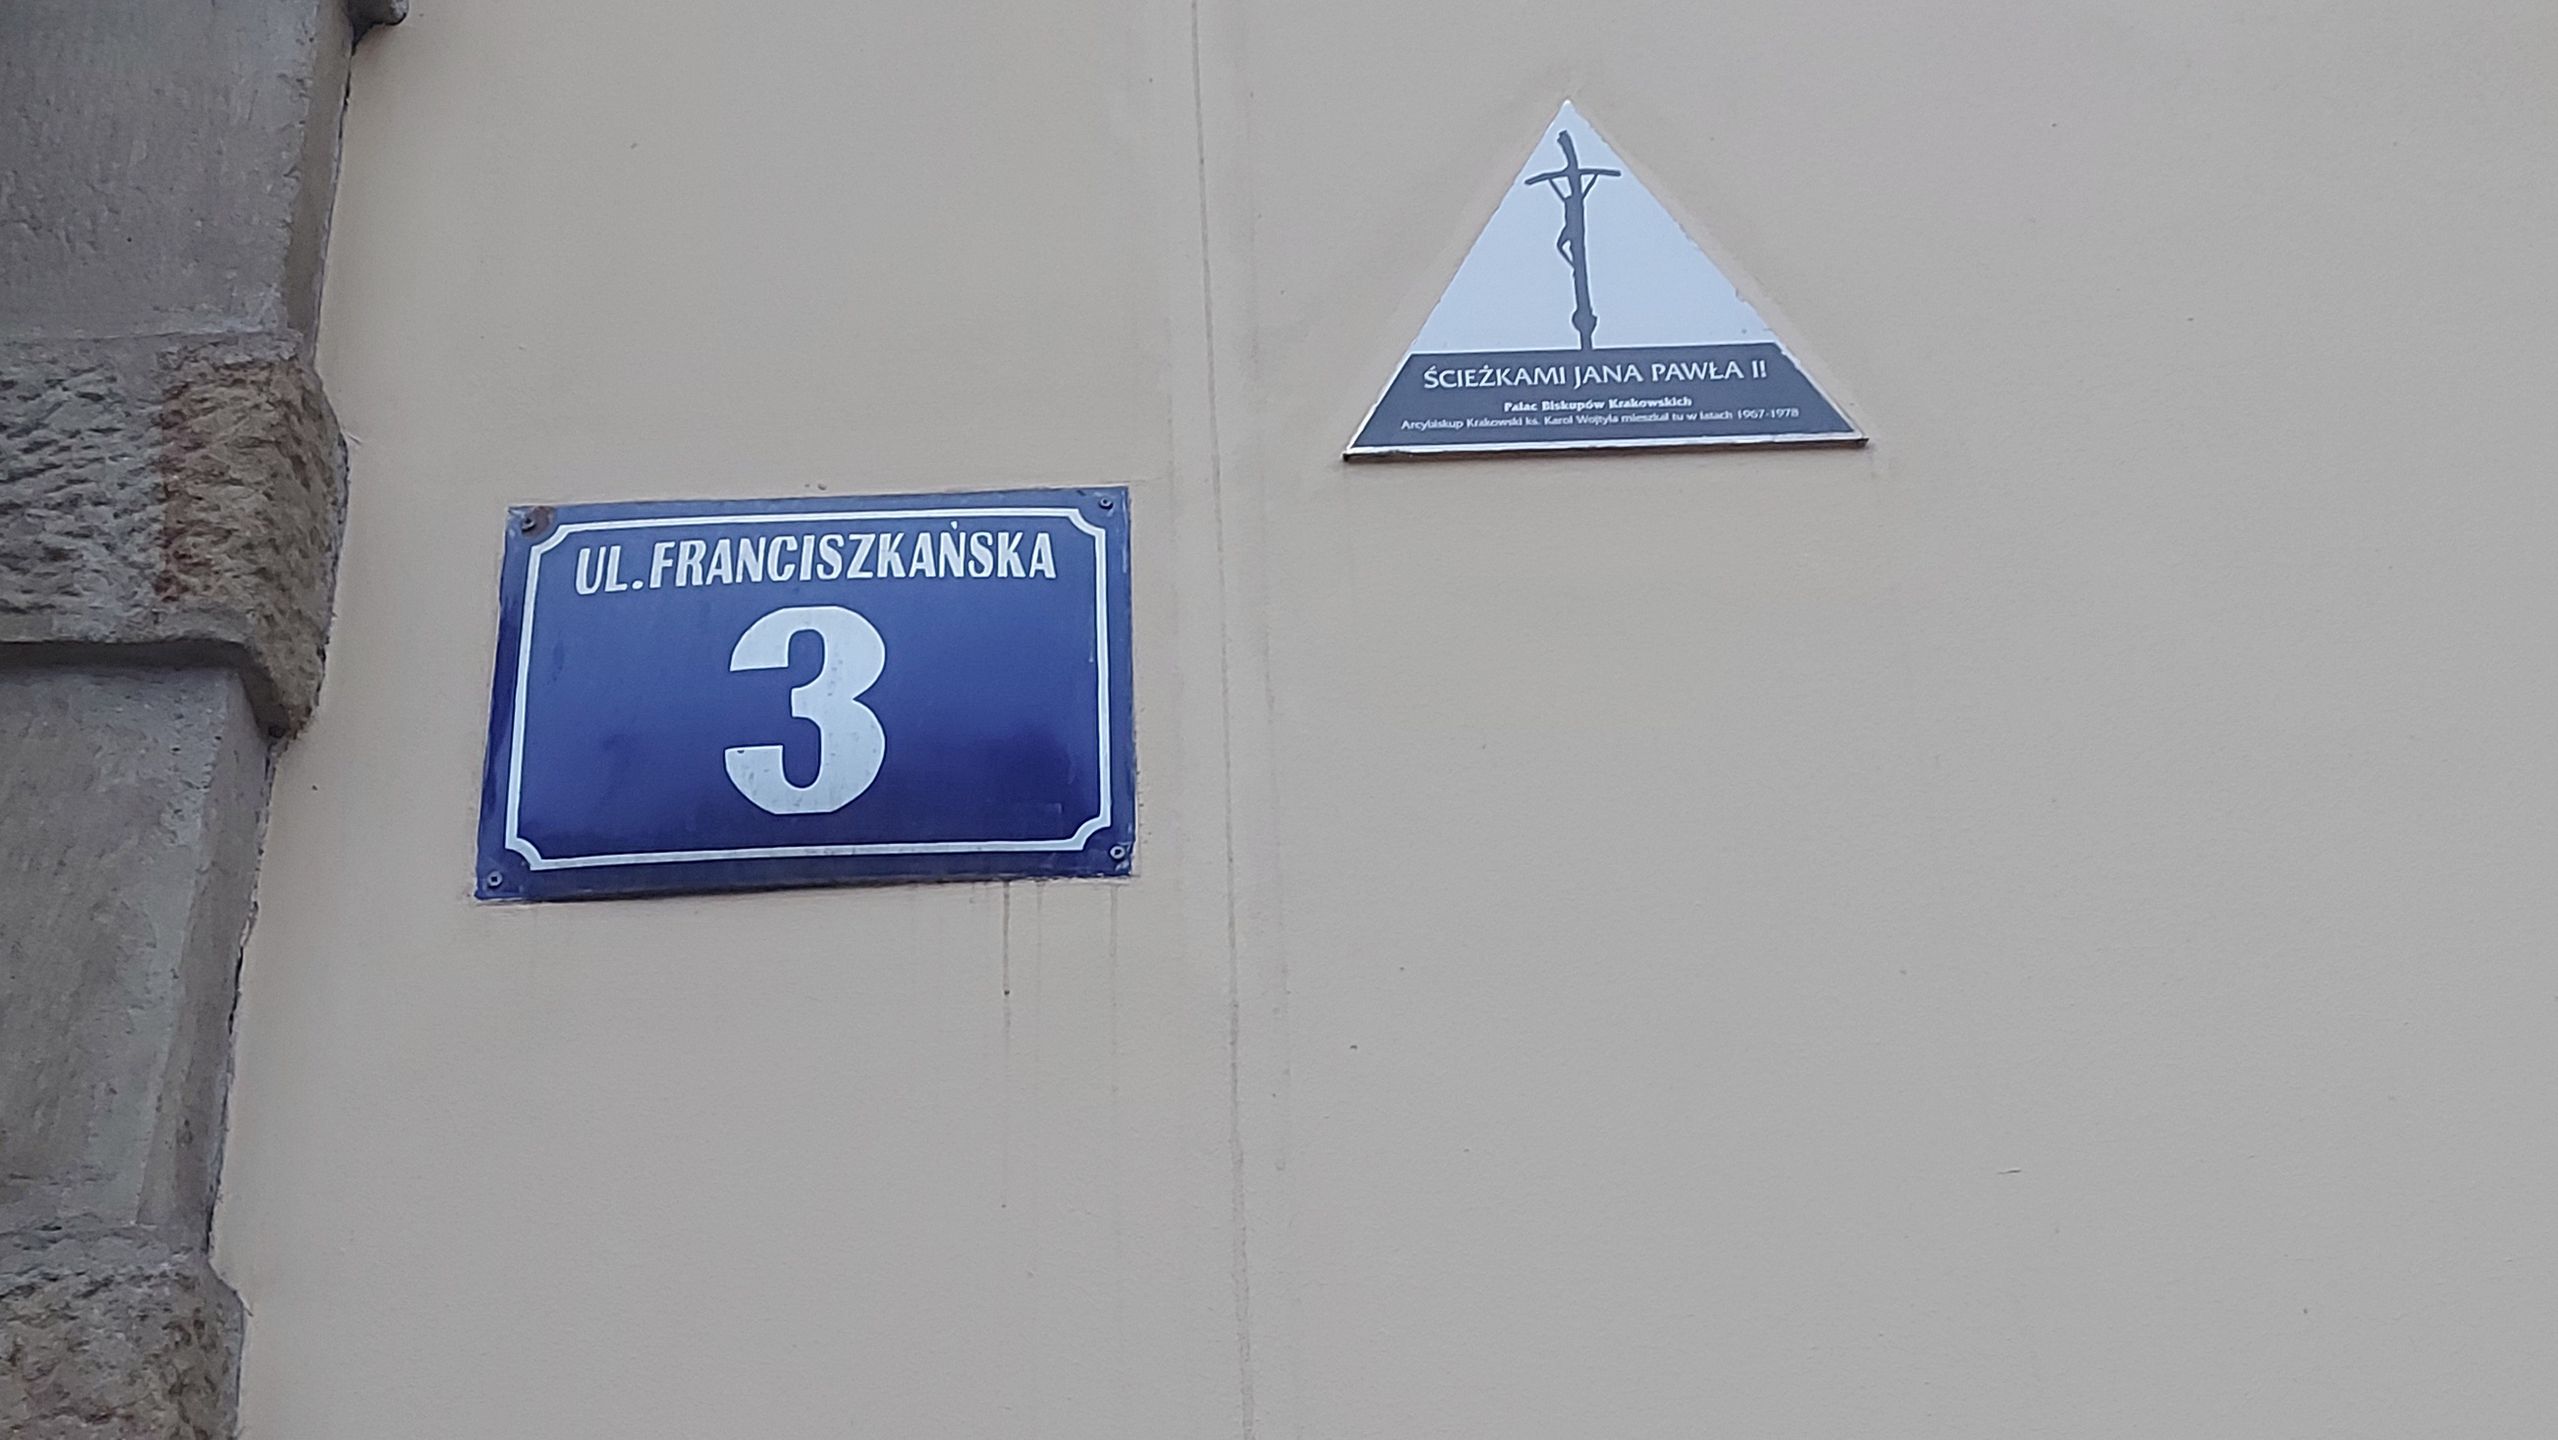 UL.FRANCISZKAŃSKA
3
ŚCIEŻKAMI JANA PAWŁA II
Pałac Biskupów Krakowskich
Arcybiskup Krakowski ks. Karol Wojtyła mieszkał tu w latach 1967-1978